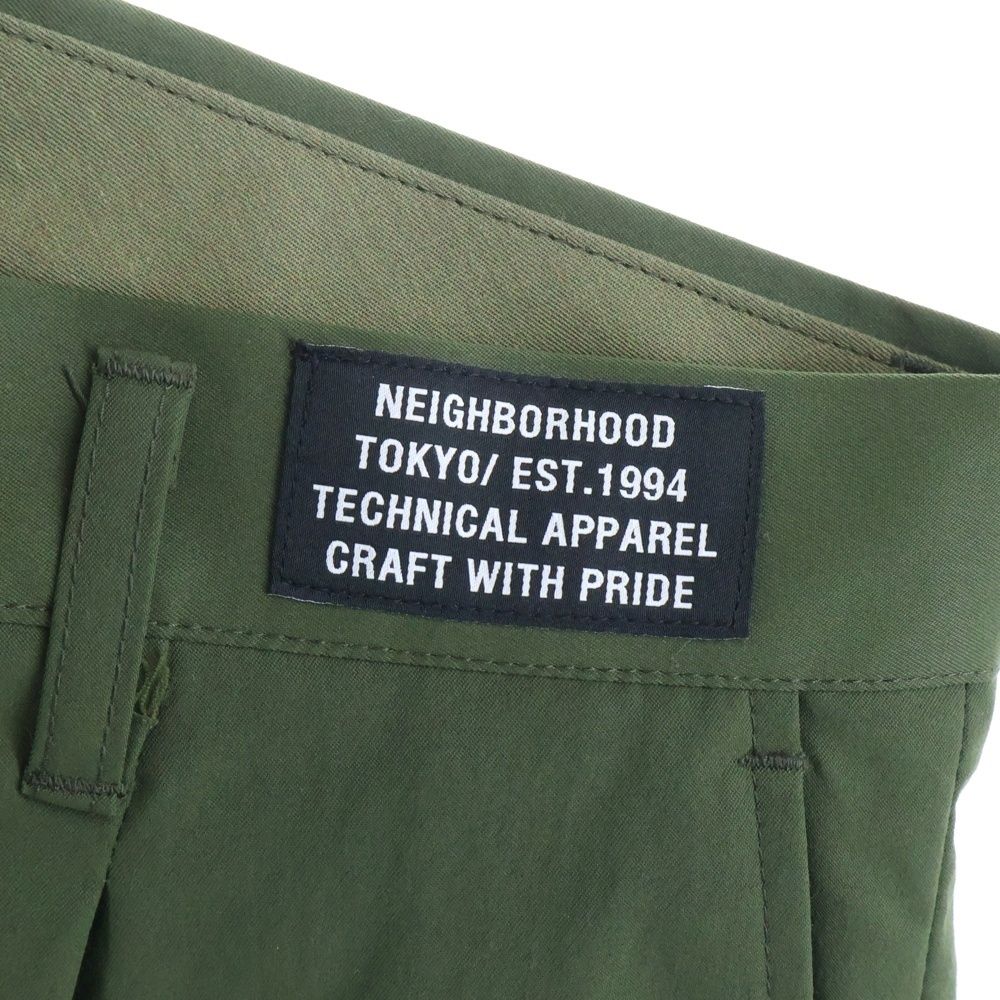 NEIGHBORHOOD
TOKYO/ EST.1994
TECHNICAL APPAREL
CRAFT WITH PRIDE